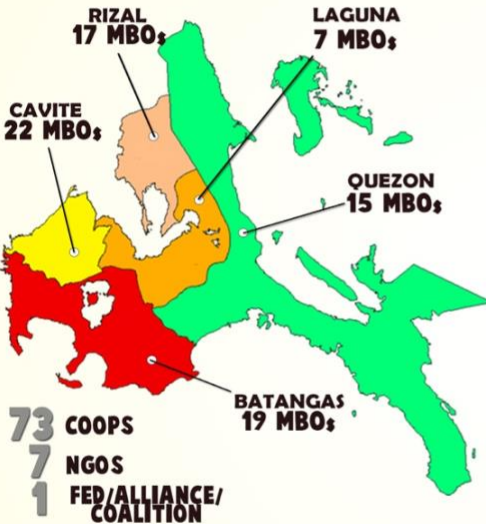 RIZAL
17 MBOs
LAGUNA
7 MBOs
CAVITE
22 MBOs
QUEZON
15 MBOs
BATANGAS
19 MBOs
73 COOPS
7 NGOS
1 FED/ALLIANCE/
COALITION